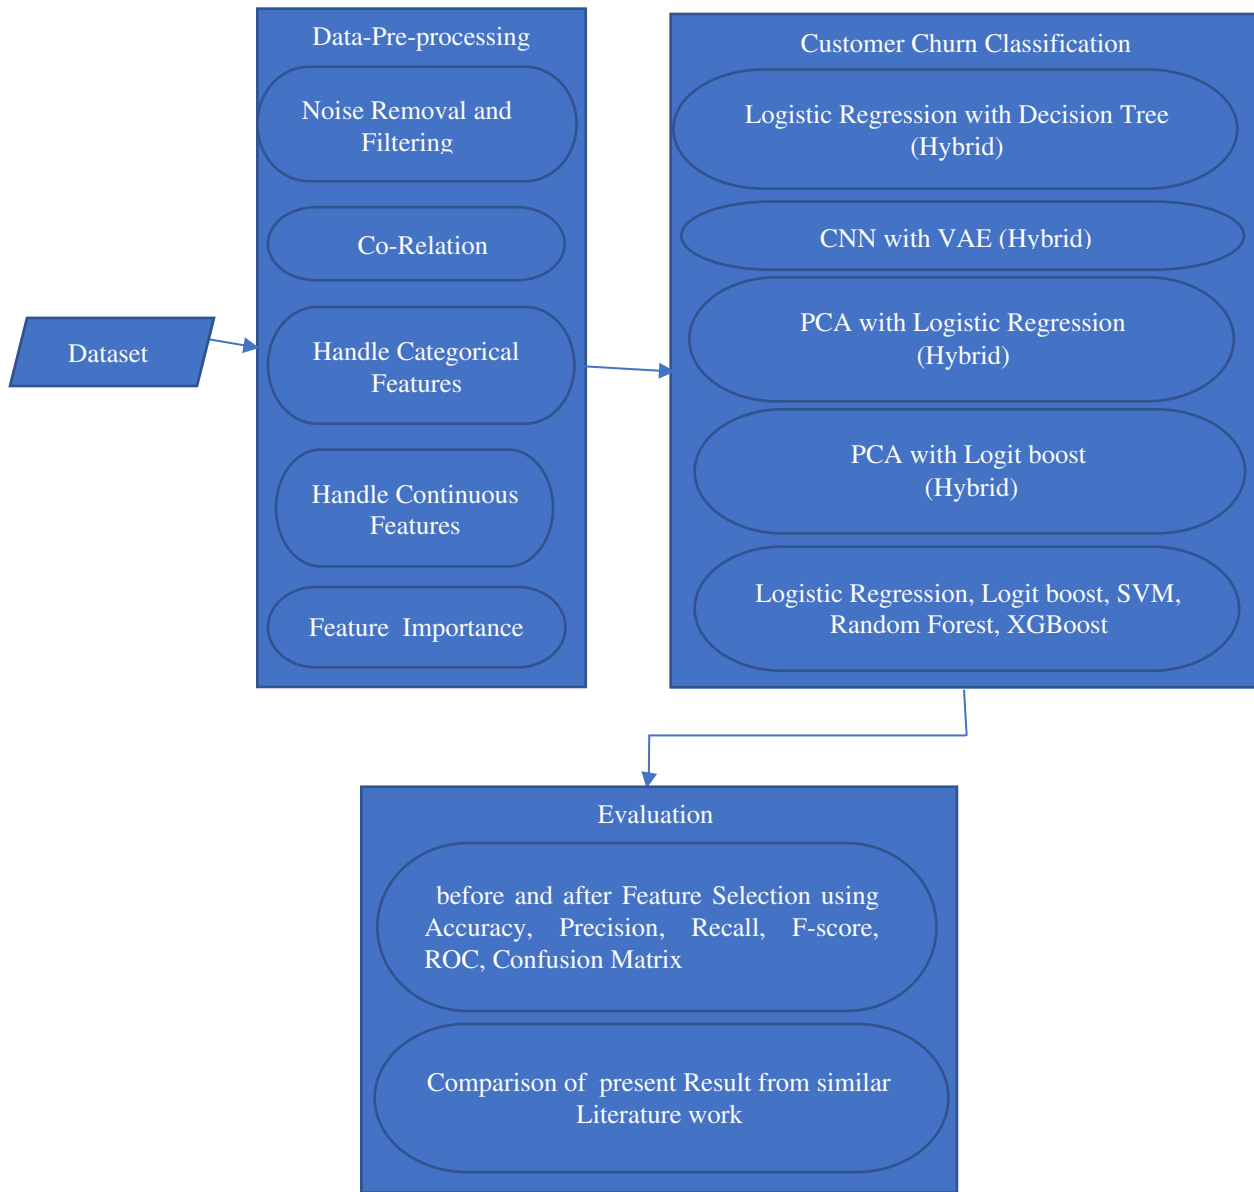 Dataset
Data-Pre-processing
Noise Removal and
Filtering
Co-Relation
Handle Categorical
Features
Handle Continuous
Features
Feature Importance
Customer Churn Classification
Logistic Regression with Decision Tree
(Hybrid)
CNN with VAE (Hybrid)
PCA with Logistic Regression
(Hybrid)
PCA with Logit boost
(Hybrid)
Logistic Regression, Logit boost, SVM,
Random Forest, XGBoost
Evaluation
before and after Feature Selection using
Accuracy, Precision, Recall, F-score,
ROC, Confusion Matrix
Comparison of present Result from similar
Literature work